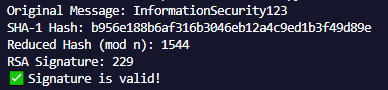 Original Message: InformationSecurity123
SHA-1 Hash: b956e188b6af316b3046eb12a4c9ed1b3f49d89e
Reduced Hash (mod n): 1544
RSA Signature: 229
✅ Signature is valid!